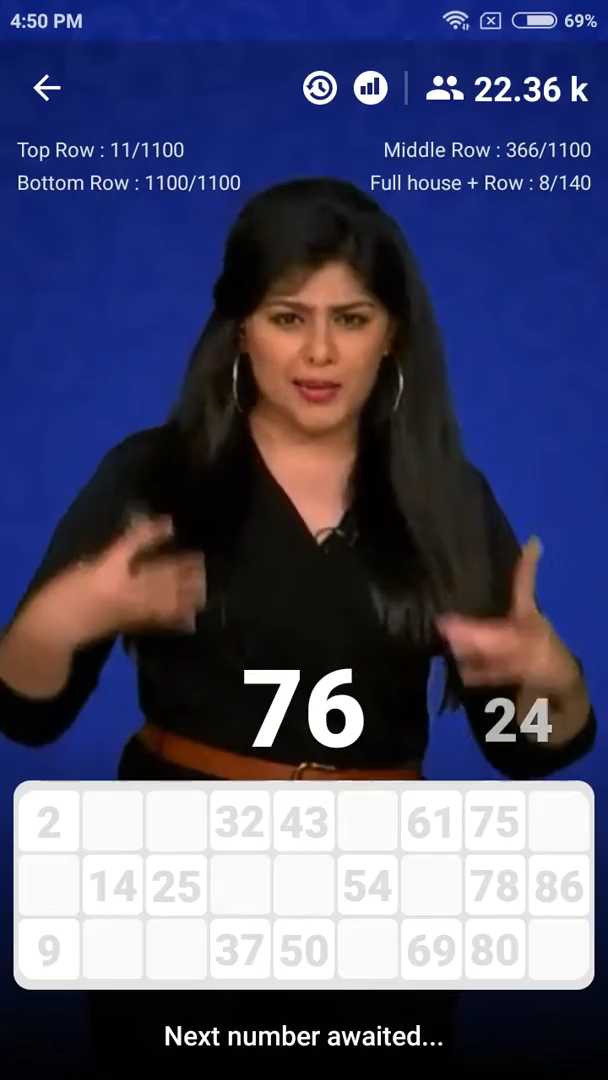 4:50 PM 69%
22.36 k
Top Row : 11/1100 Middle Row : 366/1100
Bottom Row : 1100/1100 Full house + Row : 8/140
76 24
2 32 43 61 75
14 25 54 78 86
9 37 50 69 80
Next number awaited...